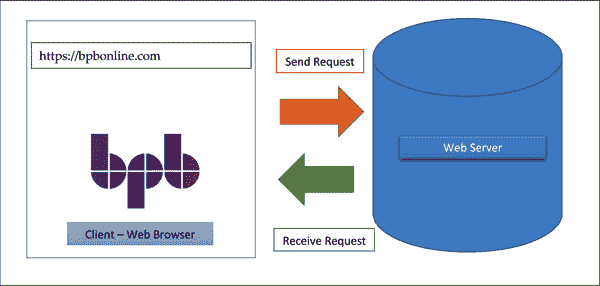 https://bpbonline.com
Send Request
Web Server
bpb
Client – Web Browser
Receive Request